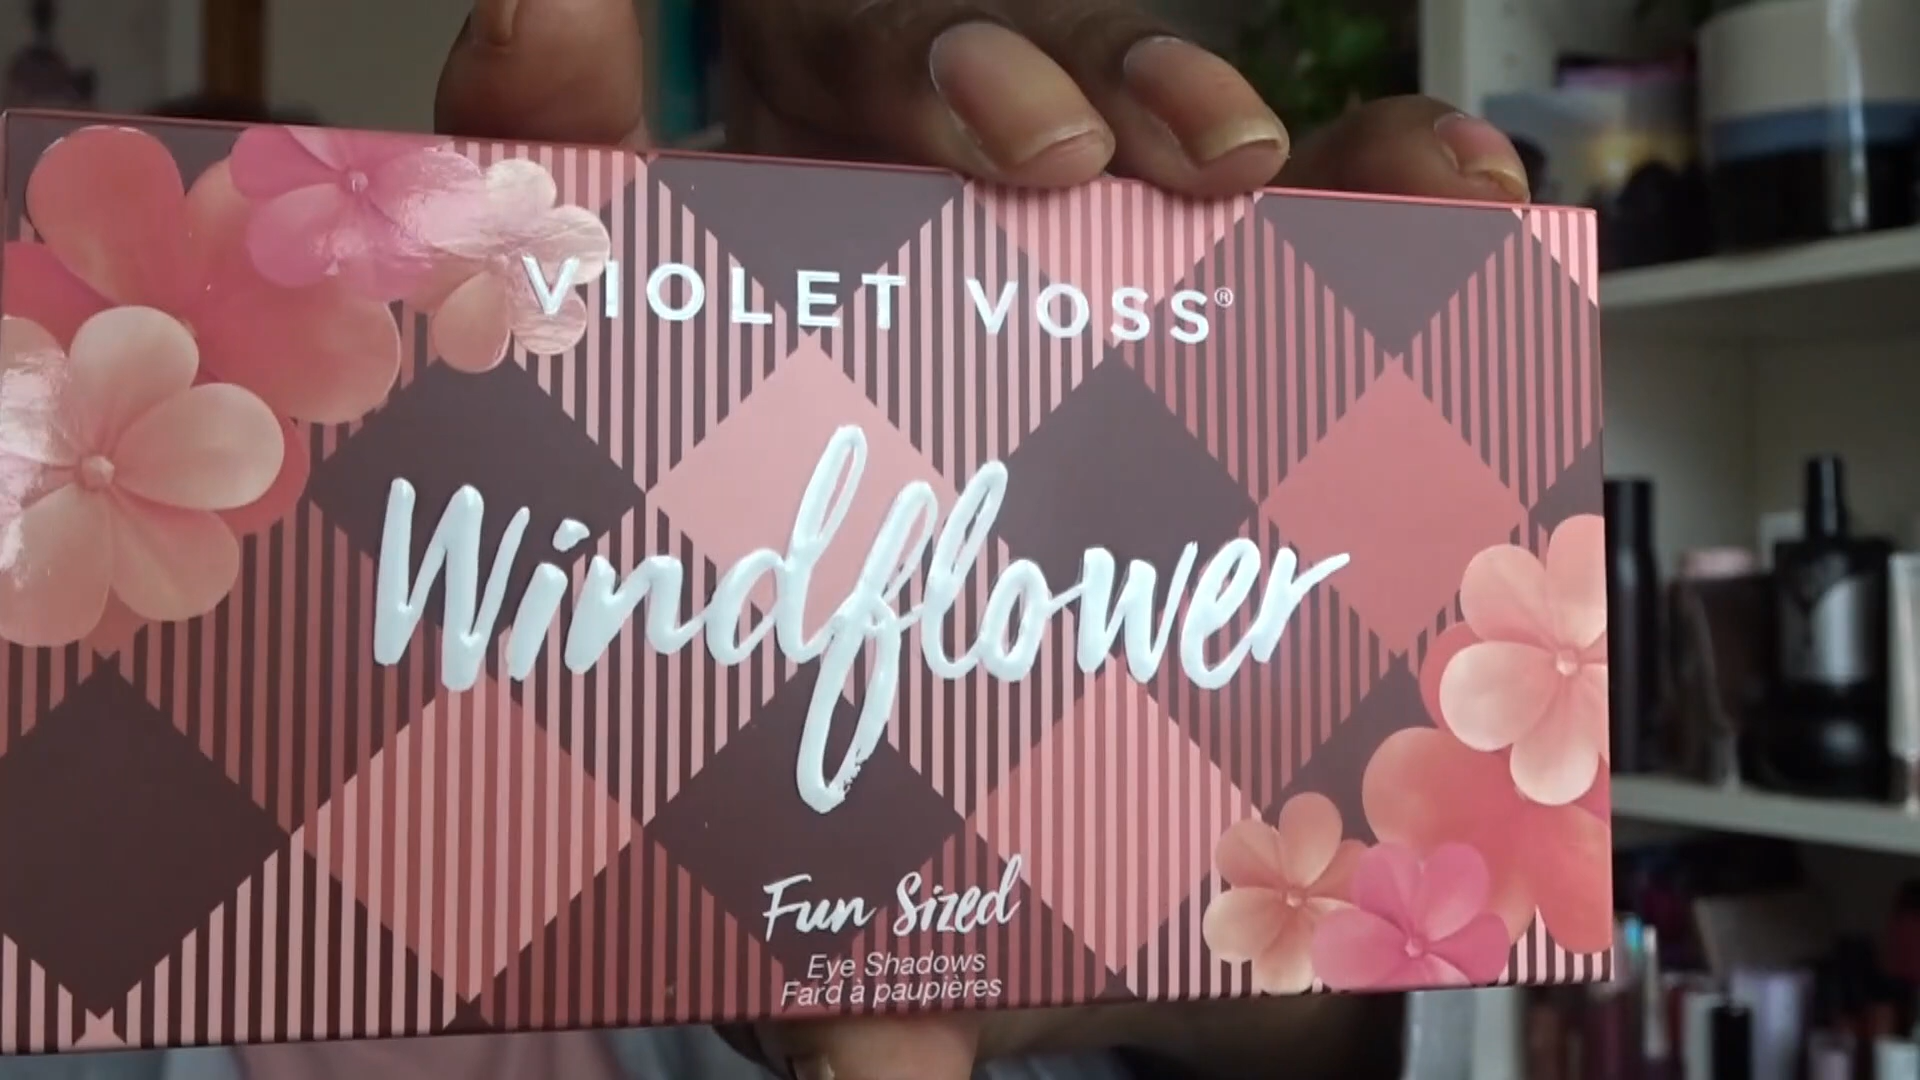 VIOLET VOSS®
Windflower
Fun Sized
Eye Shadows
Fard à paupières